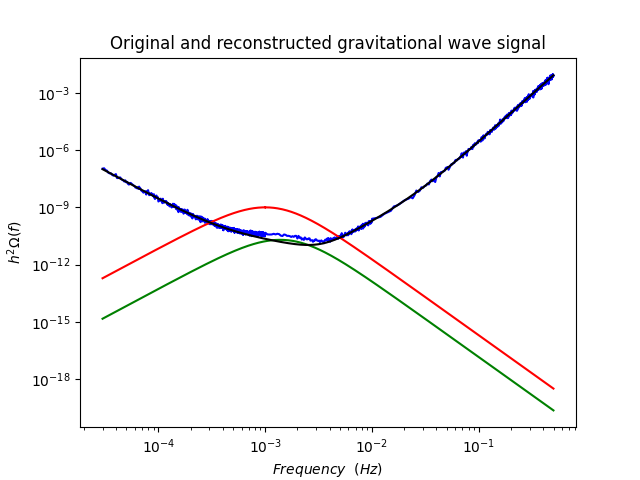 Original and reconstructed gravitational wave signal
10⁻³
10⁻⁶
10⁻⁹
10⁻¹²
10⁻¹⁵
10⁻¹⁸
h²Ω(f)
10⁻⁴ 10⁻³ 10⁻² 10⁻¹
Frequency (Hz)